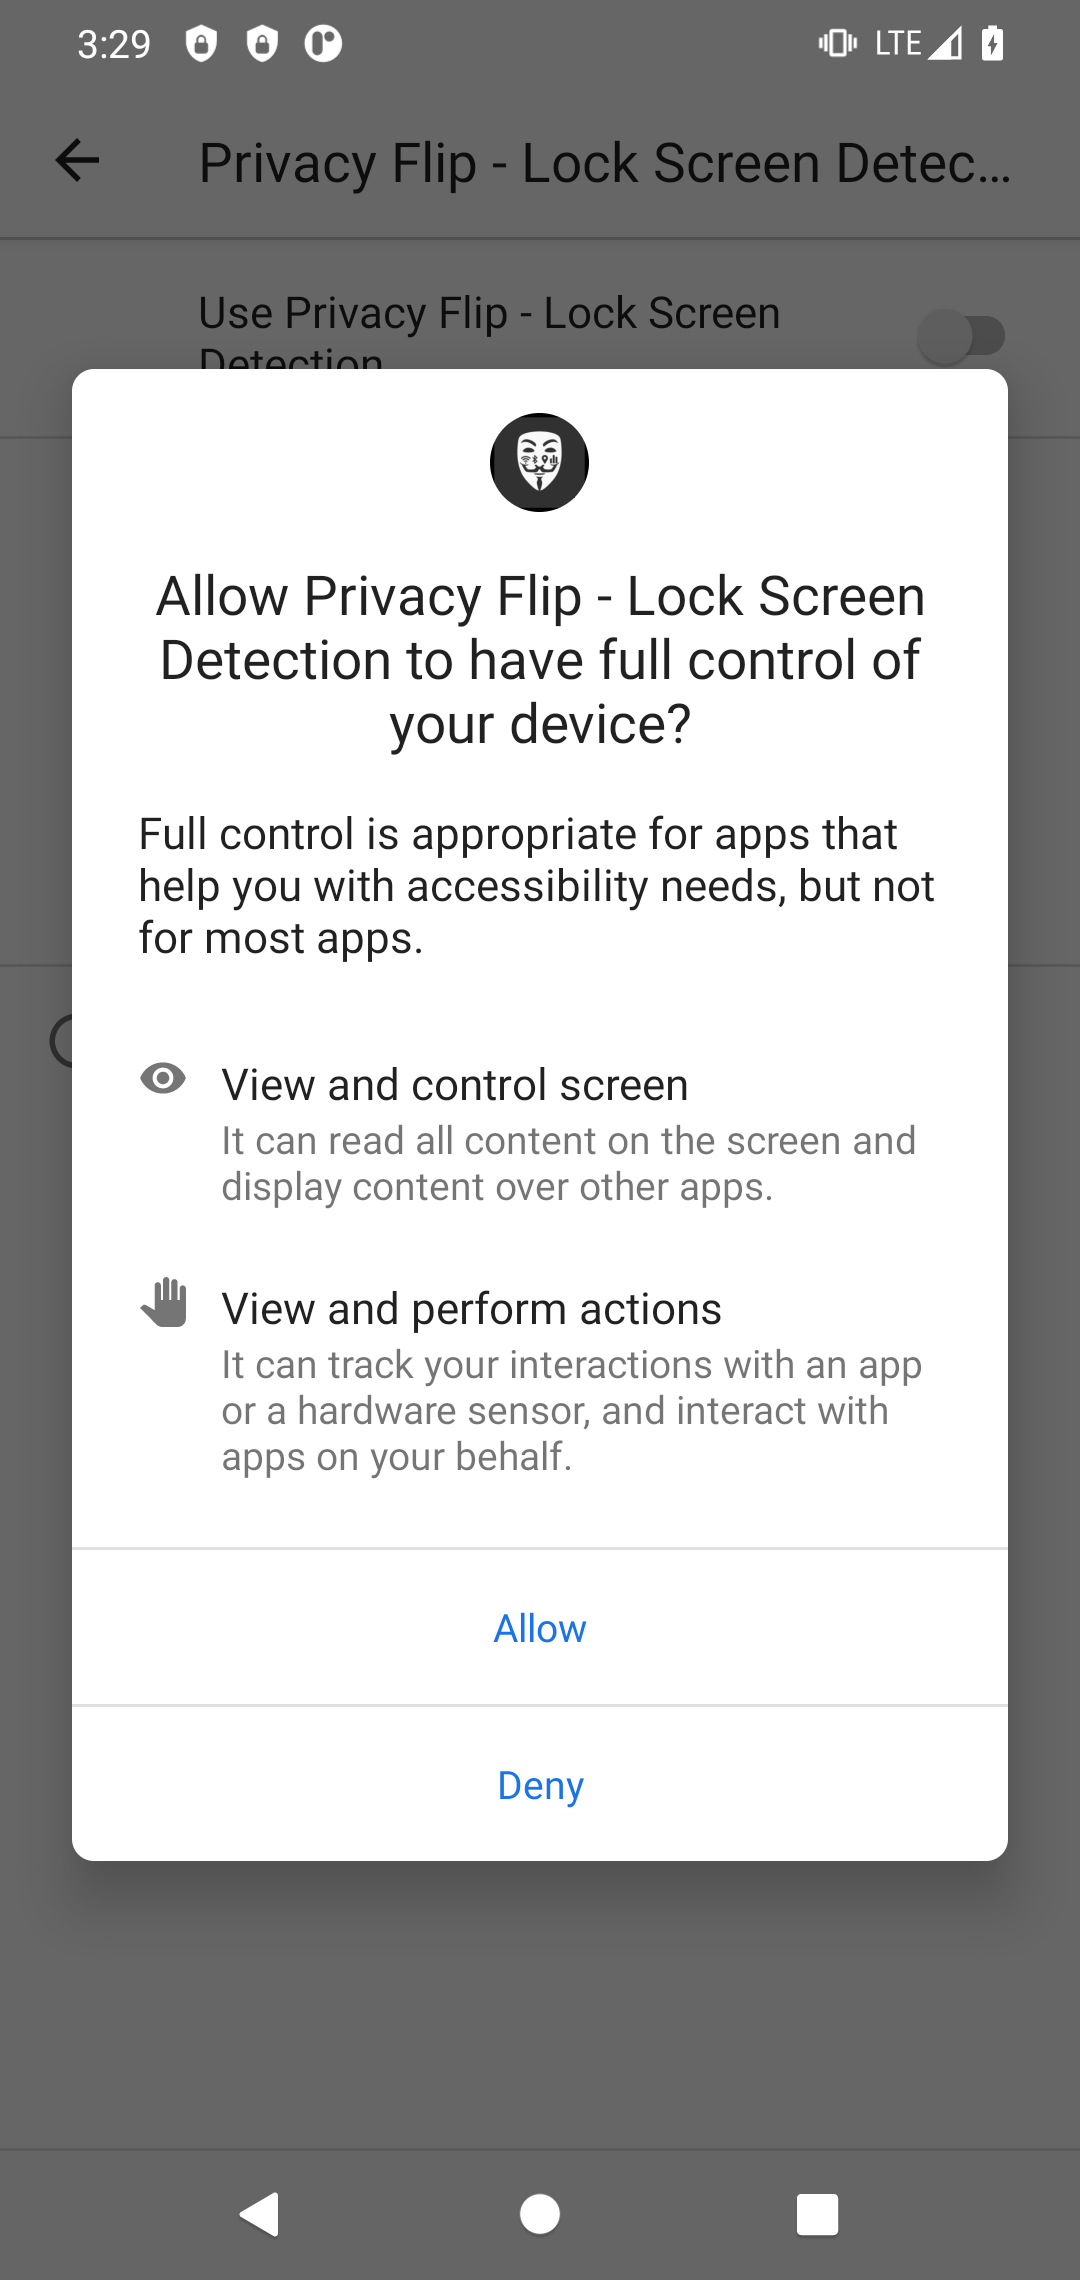 3:29
LTE
Privacy Flip - Lock Screen Detec...
Use Privacy Flip - Lock Screen
Detection
Allow Privacy Flip - Lock Screen
Detection to have full control of
your device?
Full control is appropriate for apps that
help you with accessibility needs, but not
for most apps.
View and control screen
It can read all content on the screen and
display content over other apps.
View and perform actions
It can track your interactions with an app
or a hardware sensor, and interact with
apps on your behalf.
Allow
Deny